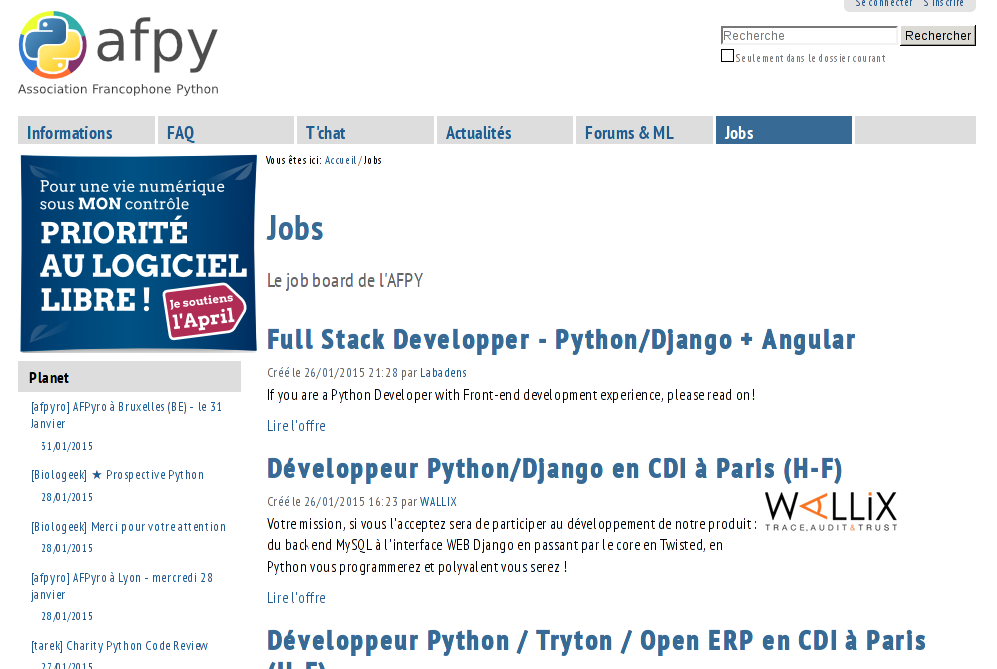 Se connecter S'inscrire
afpy
Association Francophone Python
Recherche
Rechercher
Seulement dans le dossier courant
Informations
FAQ
T'chat
Actualités
Forums & ML
Jobs
Pour une vie numérique
sous MON contrôle
PRIORITÉ
AU LOGICIEL
LIBRE !
Je soutiens
l'April
Planet
[afpyro] AFPyro à Bruxelles (BE) - le 31
Janvier
31/01/2015
[Biologeek] ★ Prospective Python
28/01/2015
[Biologeek] Merci pour votre attention
28/01/2015
[afpyro] AFPyro à Lyon - mercredi 28
janvier
28/01/2015
[tarek] Charity Python Code Review
27/01/2015
Vous êtes ici: Accueil / Jobs
Jobs
Le job board de l'AFPY
Full Stack Developper - Python/Django + Angular
Créé le 26/01/2015 21:28 par Labadens
If you are a Python Developer with Front-end development experience, please read on!
Lire l'offre
Développeur Python/Django en CDI à Paris (H-F)
Créé le 26/01/2015 16:23 par WALLIX
WALLIX
TRACE, AUDIT & TRUST
Votre mission, si vous l'acceptez sera de participer au développement de notre produit :
du back end MySQL à l'interface WEB Django en passant par le core en Twisted, en
Python vous programmerez et polyvalent vous serez !
Lire l'offre
Développeur Python / Tryton / Open ERP en CDI à Paris
(H-F)